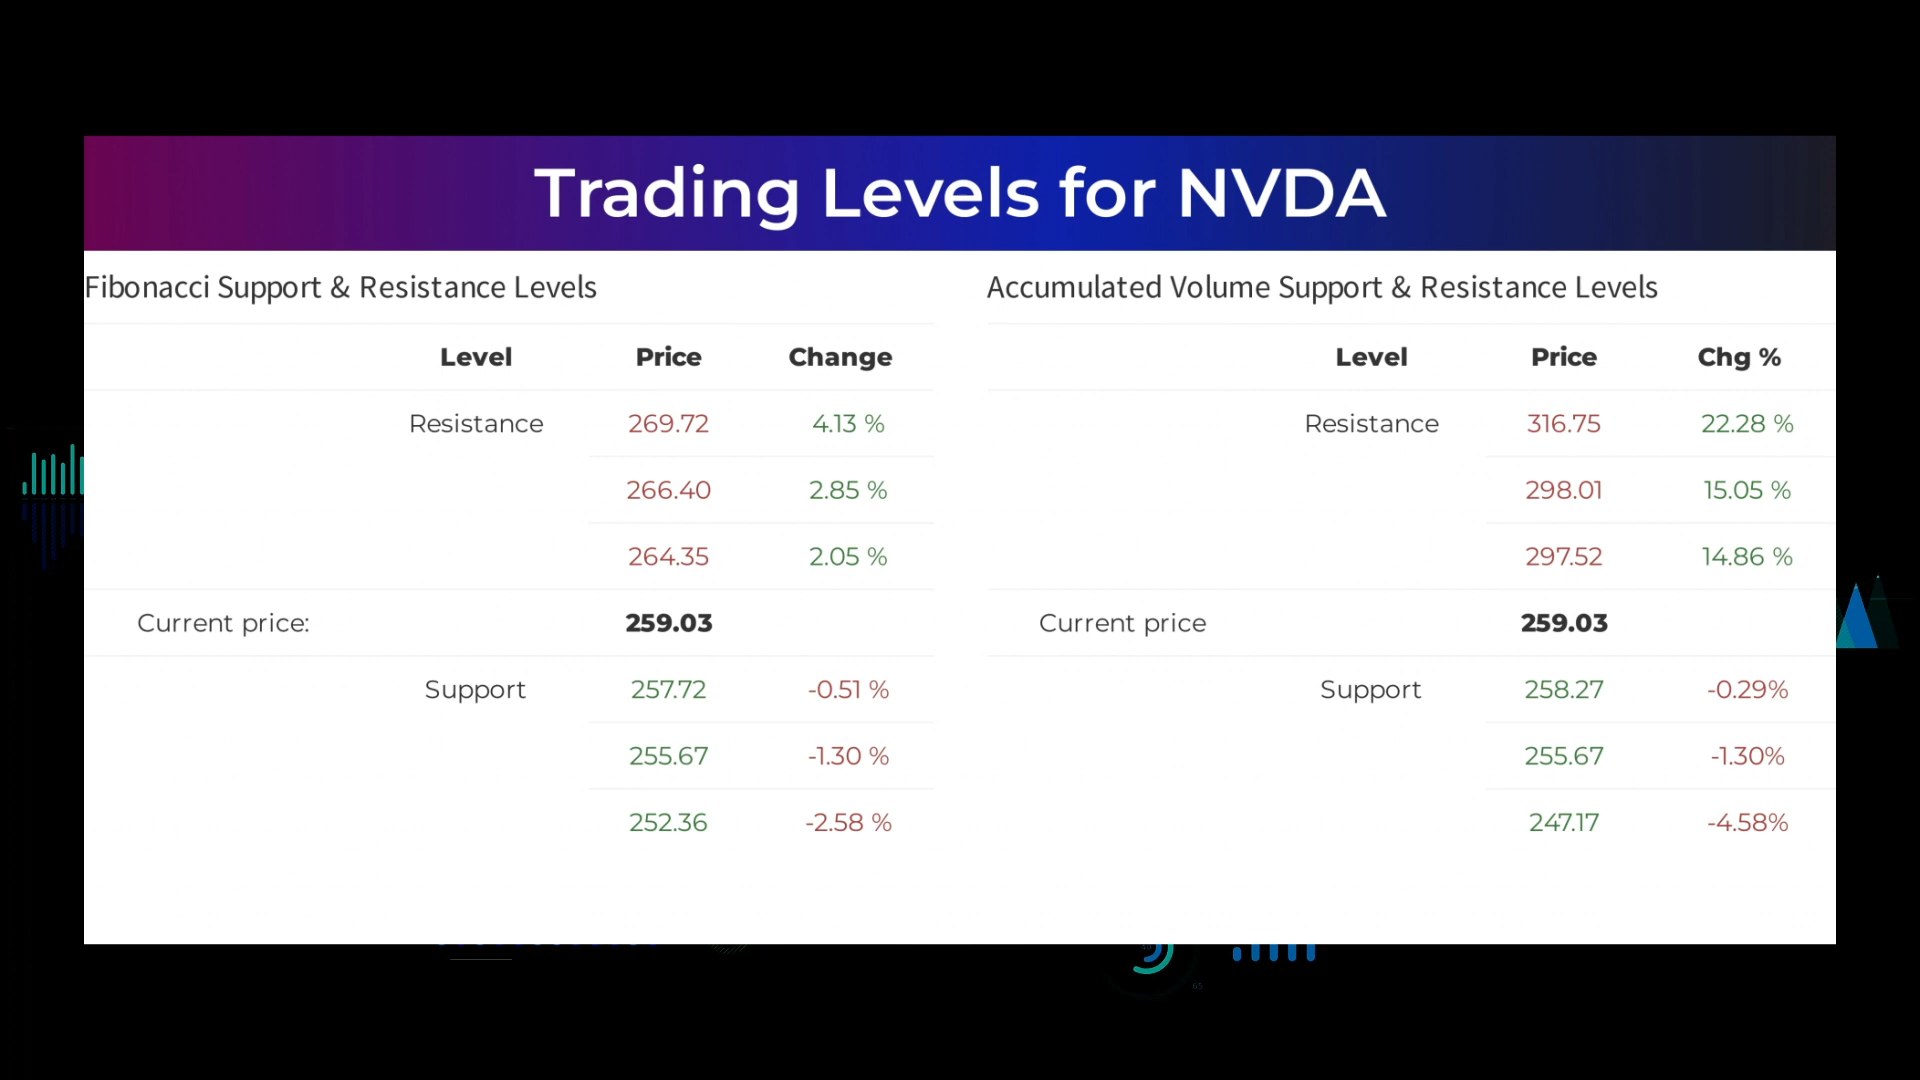 Trading Levels for NVDA
Fibonacci Support & Resistance Levels
Level Price Change
Resistance 269.72 4.13 %
266.40 2.85 %
264.35 2.05 %
Current price: 259.03
Support 257.72 -0.51 %
255.67 -1.30 %
252.36 -2.58 %
Accumulated Volume Support & Resistance Levels
Level Price Chg %
Resistance 316.75 22.28 %
298.01 15.05 %
297.52 14.86 %
Current price 259.03
Support 258.27 -0.29%
255.67 -1.30%
247.17 -4.58%